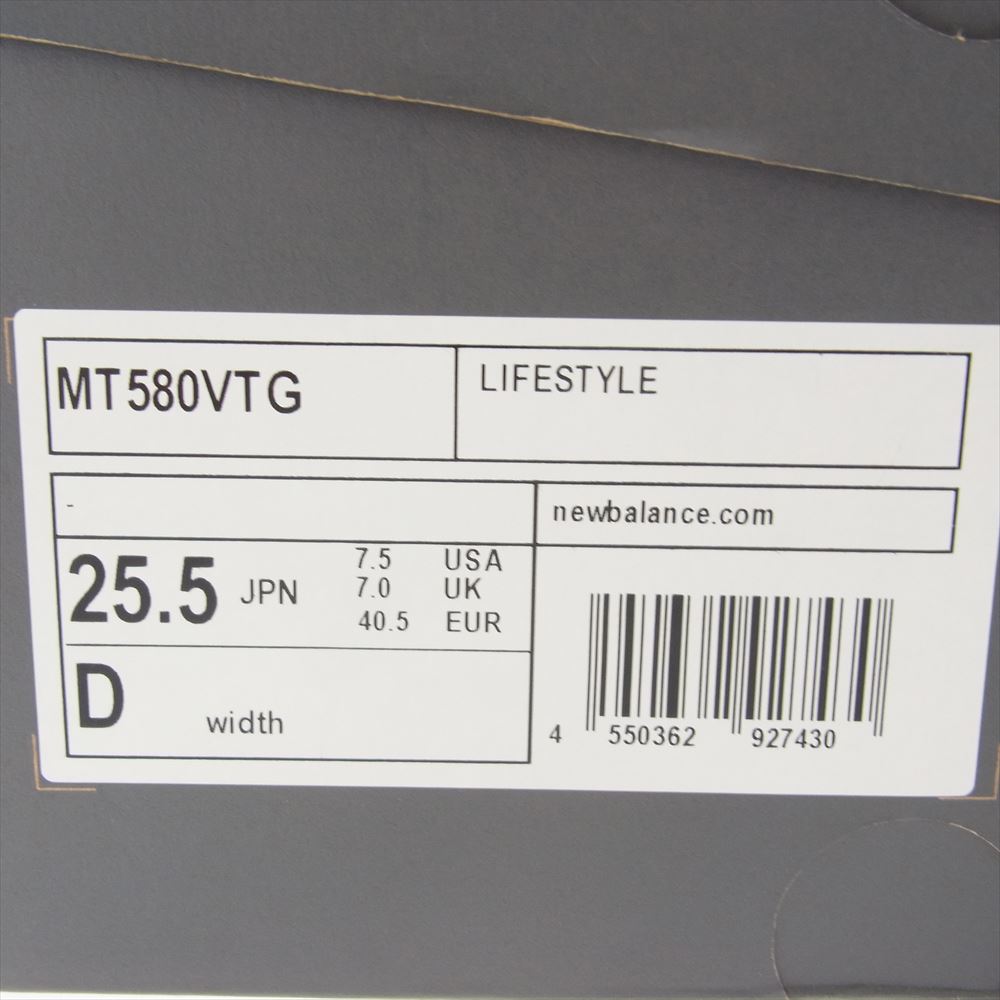 MT580VTG
LIFESTYLE
-
newbalance.com
25.5 JPN
7.5 USA
7.0 UK
40.5 EUR
D width
4 550362 927430